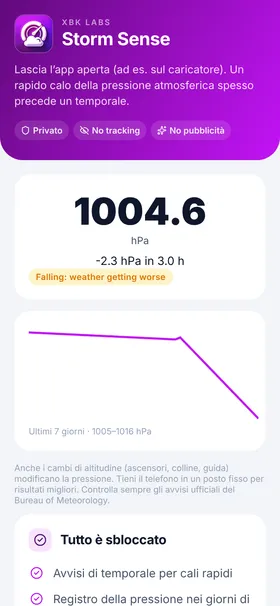 XBK LABS
Storm Sense
Lascia l'app aperta (ad es. sul caricatore). Un
rapido calo della pressione atmosferica spesso
precede un temporale.
Privato
No tracking
No pubblicità
1004.6
hPa
-2.3 hPa in 3.0 h
Falling: weather getting worse
Ultimi 7 giorni · 1005–1016 hPa
Anche i cambi di altitudine (ascensori, colline, guida)
modificano la pressione. Tieni il telefono in un posto fisso per
risultati migliori. Controlla sempre gli avvisi ufficiali del
Bureau of Meteorology.
Tutto è sbloccato
Avvisi di temporale per cali rapidi
Registro della pressione nei giorni di